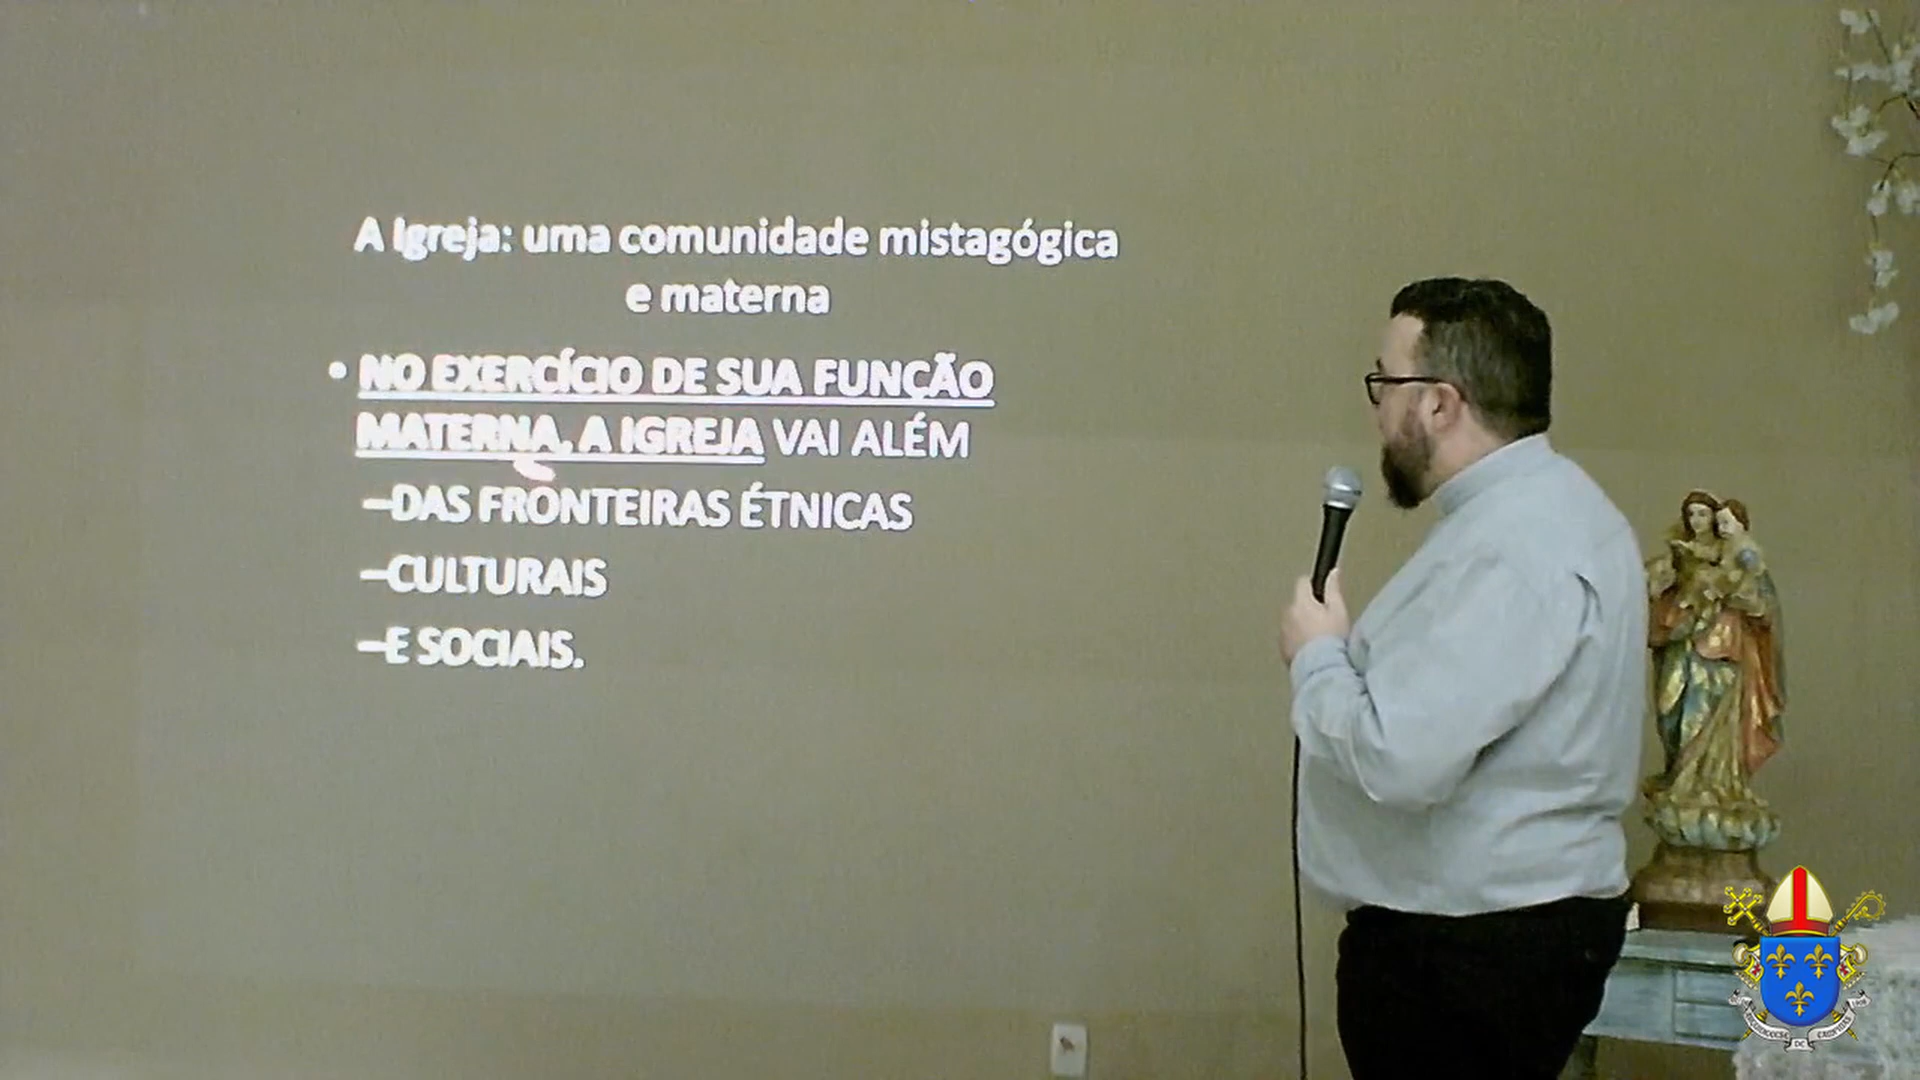 A Igreja: uma comunidade mistagógica
e materna
• NO EXERCÍCIO DE SUA FUNÇÃO
MATERNA, A IGREJA VAI ALÉM
–DAS FRONTEIRAS ÉTNICAS
–CULTURAIS
–E SOCIAIS.